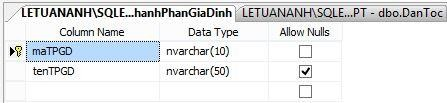 LETUANANH\SQLE...hanhPhanGiaDinh LETUANANH\SQLE...PT - dbo.DanToc
Column Name Data Type Allow Nulls
maTPGD nvarchar(10)
tenTPGD nvarchar(50)